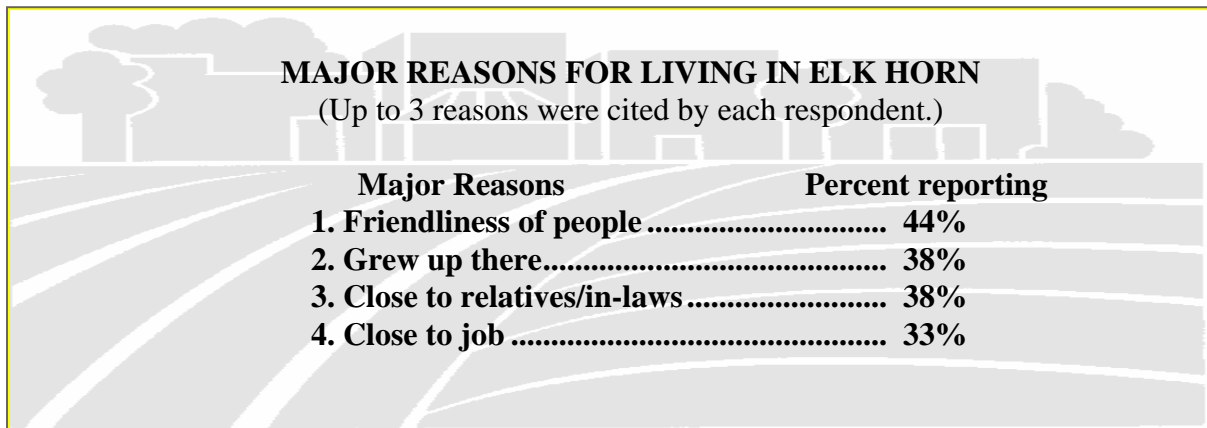 MAJOR REASONS FOR LIVING IN ELK HORN
(Up to 3 reasons were cited by each respondent.)
Major Reasons Percent reporting
1. Friendliness of people .............................. 44%
2. Grew up there........................................... 38%
3. Close to relatives/in-laws ......................... 38%
4. Close to job ............................................... 33%